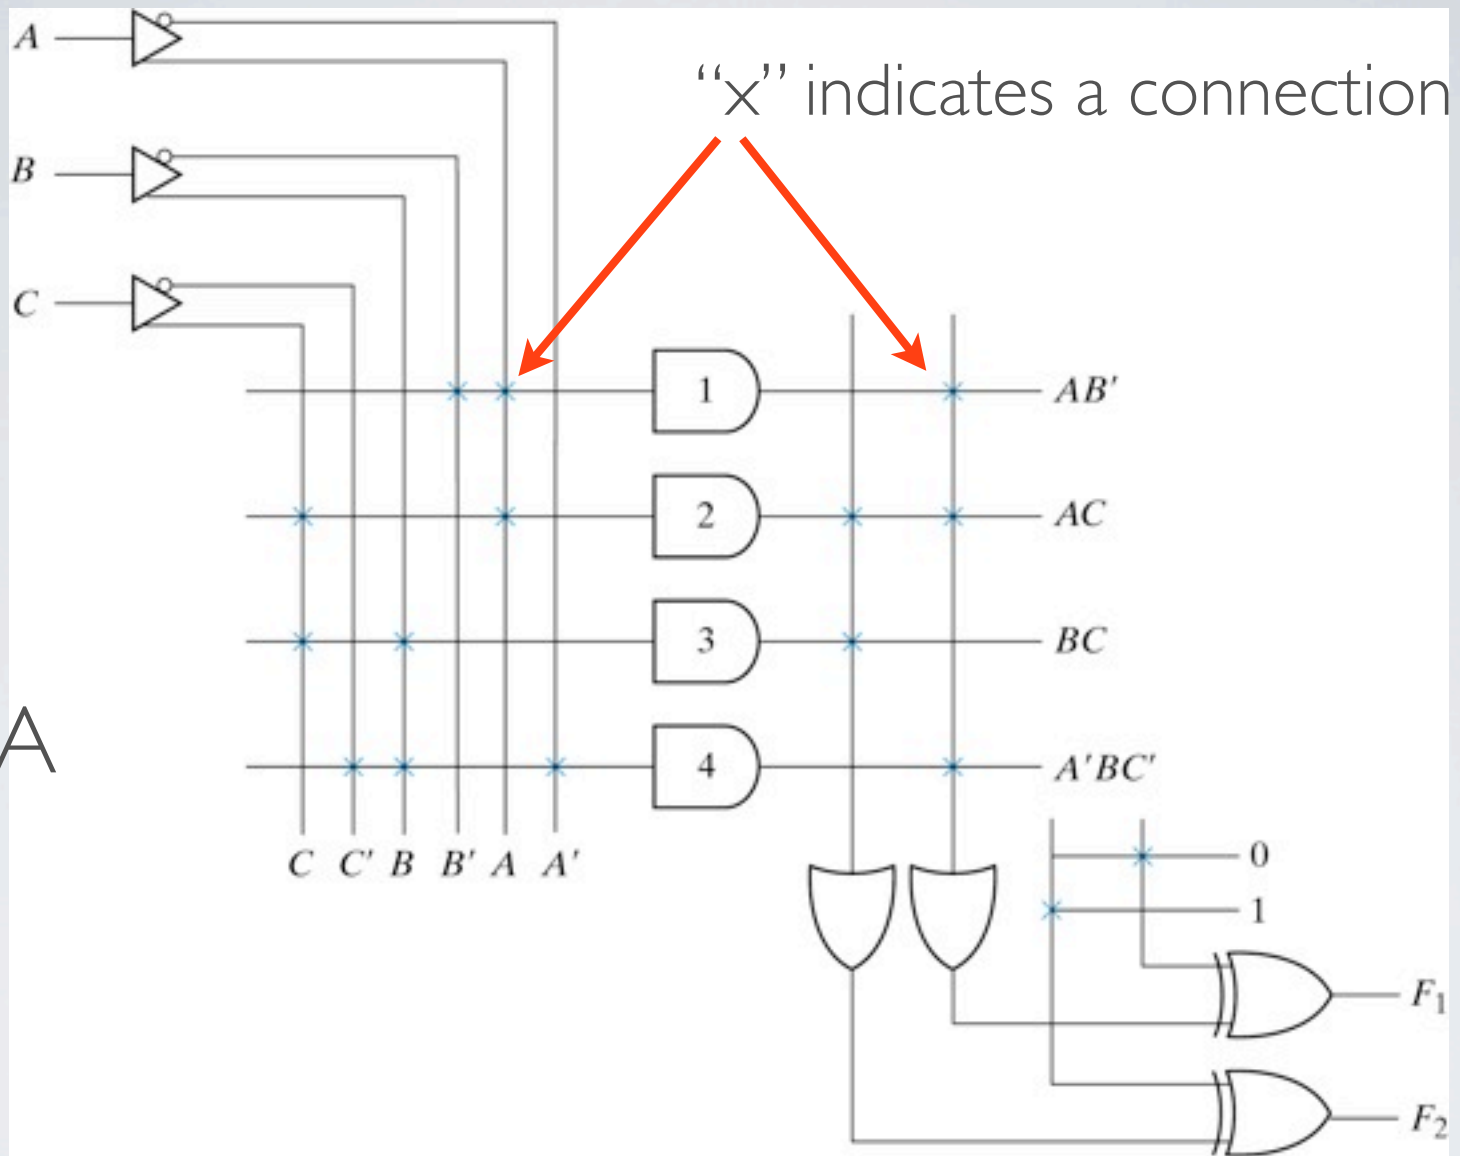 A
“x” indicates a connection
B
C
1
AB′
2
AC
3
BC
A
4
A′BC′
C C′ B B′ A A′
0
1
F1
F2